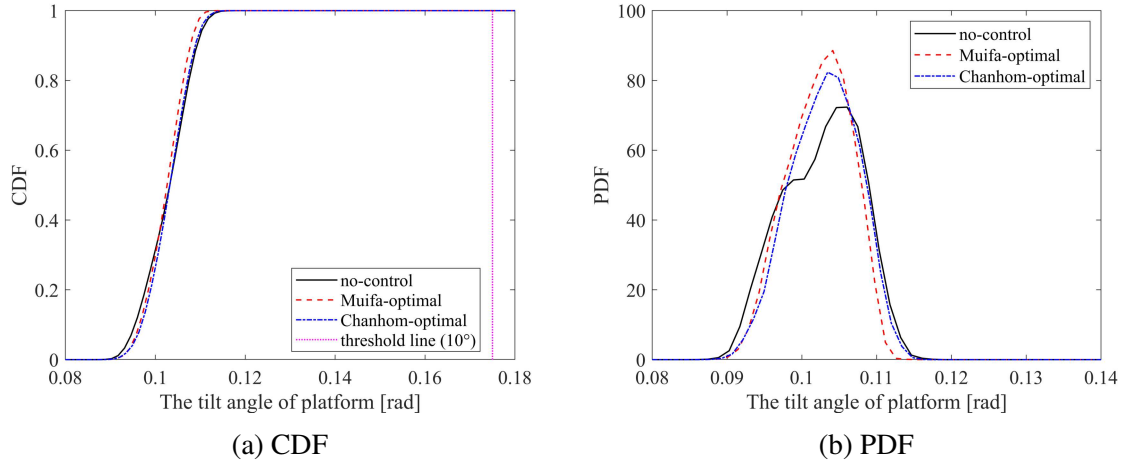 1
0.8
0.6
0.4
0.2
0
CDF
no-control
Muifa-optimal
Chanhom-optimal
threshold line (10°)
0.08 0.1 0.12 0.14 0.16 0.18
The tilt angle of platform [rad]
(a) CDF
100
80
60
40
20
0
PDF
no-control
Muifa-optimal
Chanhom-optimal
0.08 0.09 0.1 0.11 0.12 0.13 0.14
The tilt angle of platform [rad]
(b) PDF